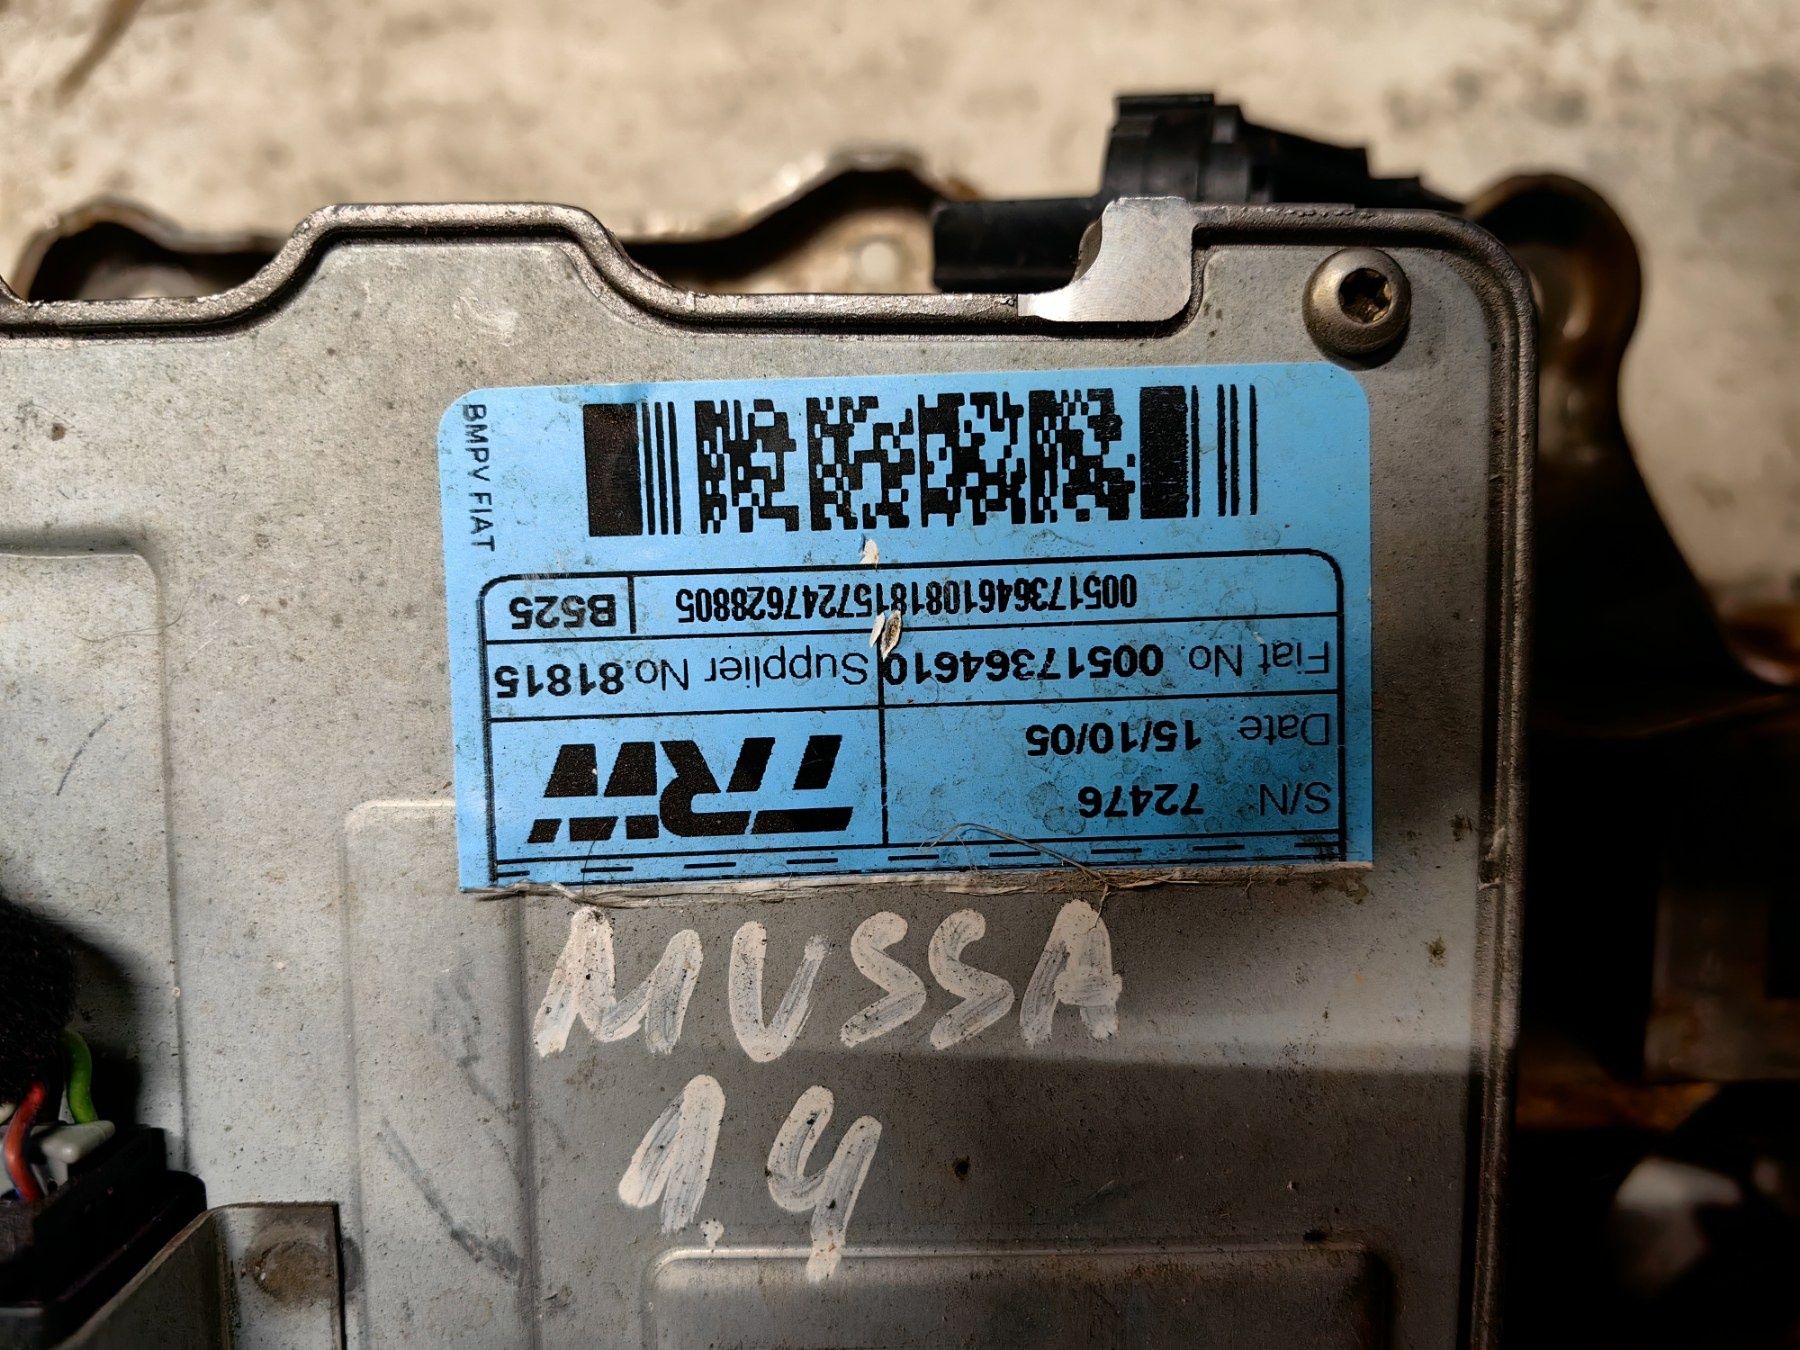 S/N 72476
Date. 15/10/05
TRW
Fiat No. 00517364610 Supplier No.81815
00517364610818157247628805 B525
BMPV FIAT
MUSSA
1.4